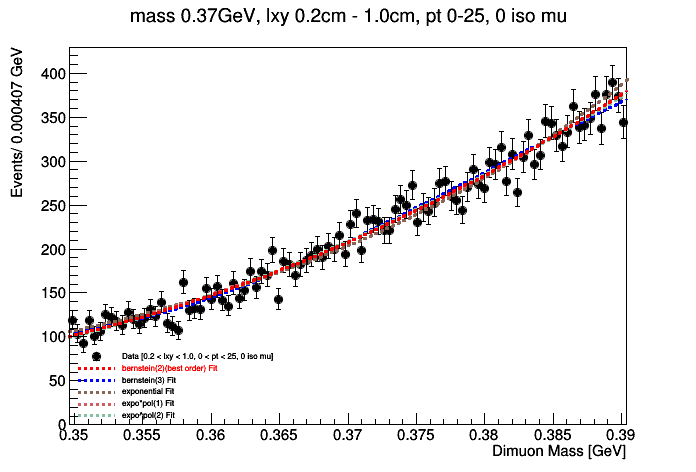 mass 0.37GeV, lxy 0.2cm - 1.0cm, pt 0-25, 0 iso mu
Events/ 0.000407 GeV
400
350
300
250
200
150
100
50
0
Data [0.2 < lxy < 1.0, 0 < pt < 25, 0 iso mu]
bernstein(2)(best order) Fit
bernstein(3) Fit
exponential Fit
expo*pol(1) Fit
expo*pol(2) Fit
0.35 0.355 0.36 0.365 0.37 0.375 0.38 0.385 0.39
Dimuon Mass [GeV]